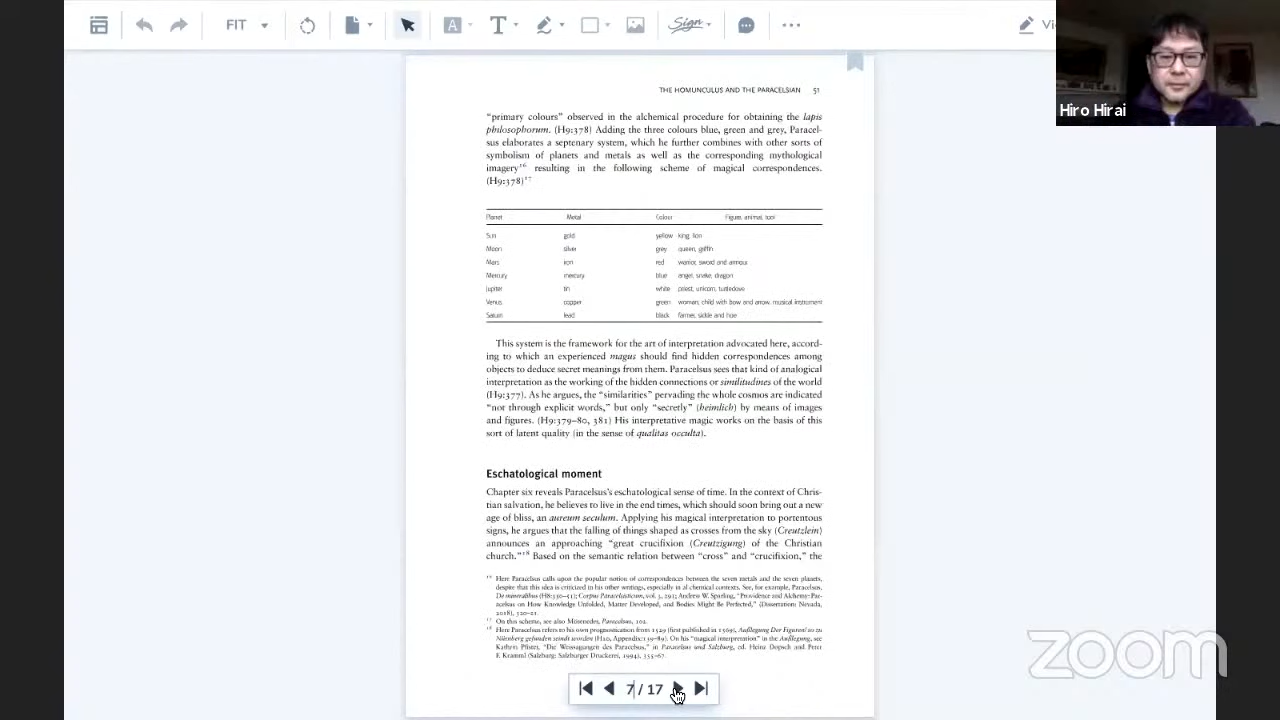 FIT
A
T
Sign
Vi
Hiro Hirai
THE HOMUNCULUS AND THE PARACELSIAN 51
“primary colours” observed in the alchemical procedure for obtaining the lapis
philosophorum. (H9:378) Adding the three colours blue, green and grey, Paracel-
sus elaborates a septenary system, which he further combines with other sorts of
symbolism of planets and metals as well as the corresponding mythological
imagery16 resulting in the following scheme of magical correspondences.
(H9:378)17
Planet Metal Colour Figure, animal, tool
Sun gold yellow king, lion
Moon silver grey queen, griffin
Mars iron red warrior, sword and armour
Mercury mercury blue angel, snake, dragon
Jupiter tin white priest, unicorn, turtledove
Venus copper green woman, child with bow and arrow, musical instrument
Saturn lead black farmer, sickle and hoe
This system is the framework for the art of interpretation advocated here, accord-
ing to which an experienced magus should find hidden correspondences among
objects to deduce secret meanings from them. Paracelsus sees that kind of analogical
interpretation as the working of the hidden connections or similitudines of the world
(H9:377). As he argues, the “similarities” pervading the whole cosmos are indicated
“not through explicit words,” but only “secretly” (heimlich) by means of images
and figures. (H9:379–80, 381) His interpretative magic works on the basis of this
sort of latent quality (in the sense of qualitas occulta).
Eschatological moment
Chapter six reveals Paracelsus’s eschatological sense of time. In the context of Chris-
tian salvation, he believes to live in the end times, which should soon bring out a new
age of bliss, an aureum seculum. Applying his magical interpretation to portentous
signs, he argues that the falling of things shaped as crosses from the sky (Creutzlein)
announces an approaching “great crucifixion (Creutzigung) of the Christian
church.”18 Based on the semantic relation between “cross” and “crucifixion,” the
16 Here Paracelsus calls upon the popular notion of correspondences between the seven metals and the seven planets,
despite that this idea is criticized in his other writings, especially in al chemical contexts. See, for example, Paracelsus,
De mineralibus (H8:350–51); Corpus Paracelsisticum, vol. 3, 293; Andrew W. Sparling, “Providence and Alchemy: Par-
acelsus on How Knowledge Unfolded, Matter Developed, and Bodies Might Be Perfected,” (Dissertation: Nevada,
2018), 320–21.
17 On this scheme, see also Möseneder, Paracelsus, 102.
18 Here Paracelsus refers to his own prognostication from 1529 (first published in 1569), Außlegung Der Figuren/ so zu
Nürnberg gefunden seindt worden (H10, Appendix:139–89). On his “magical interpretation” in the Außlegung, see
Kathryn Pfister, “Die Weissagungen des Paracelsus,” in Paracelsus und Salzburg, ed. Heinz Dopsch and Peter
F. Kramml (Salzburg: Salzburger Druckerei, 1994), 355–67.
7 / 17
zoom